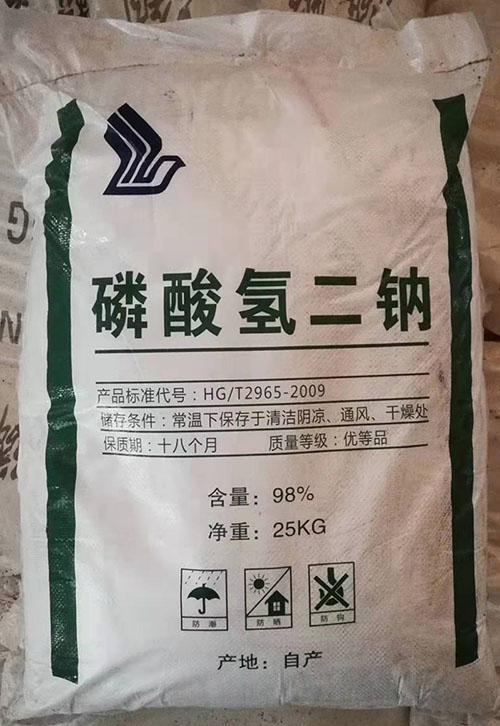 磷酸氢二钠
产品标准代号：HG/T2965-2009
储存条件：常温下保存于清洁阴凉、通风、干燥处
保质期：十八个月 质量等级：优等品
含量：98%
净重：25KG
防潮 防晒 防钩
产地：自产